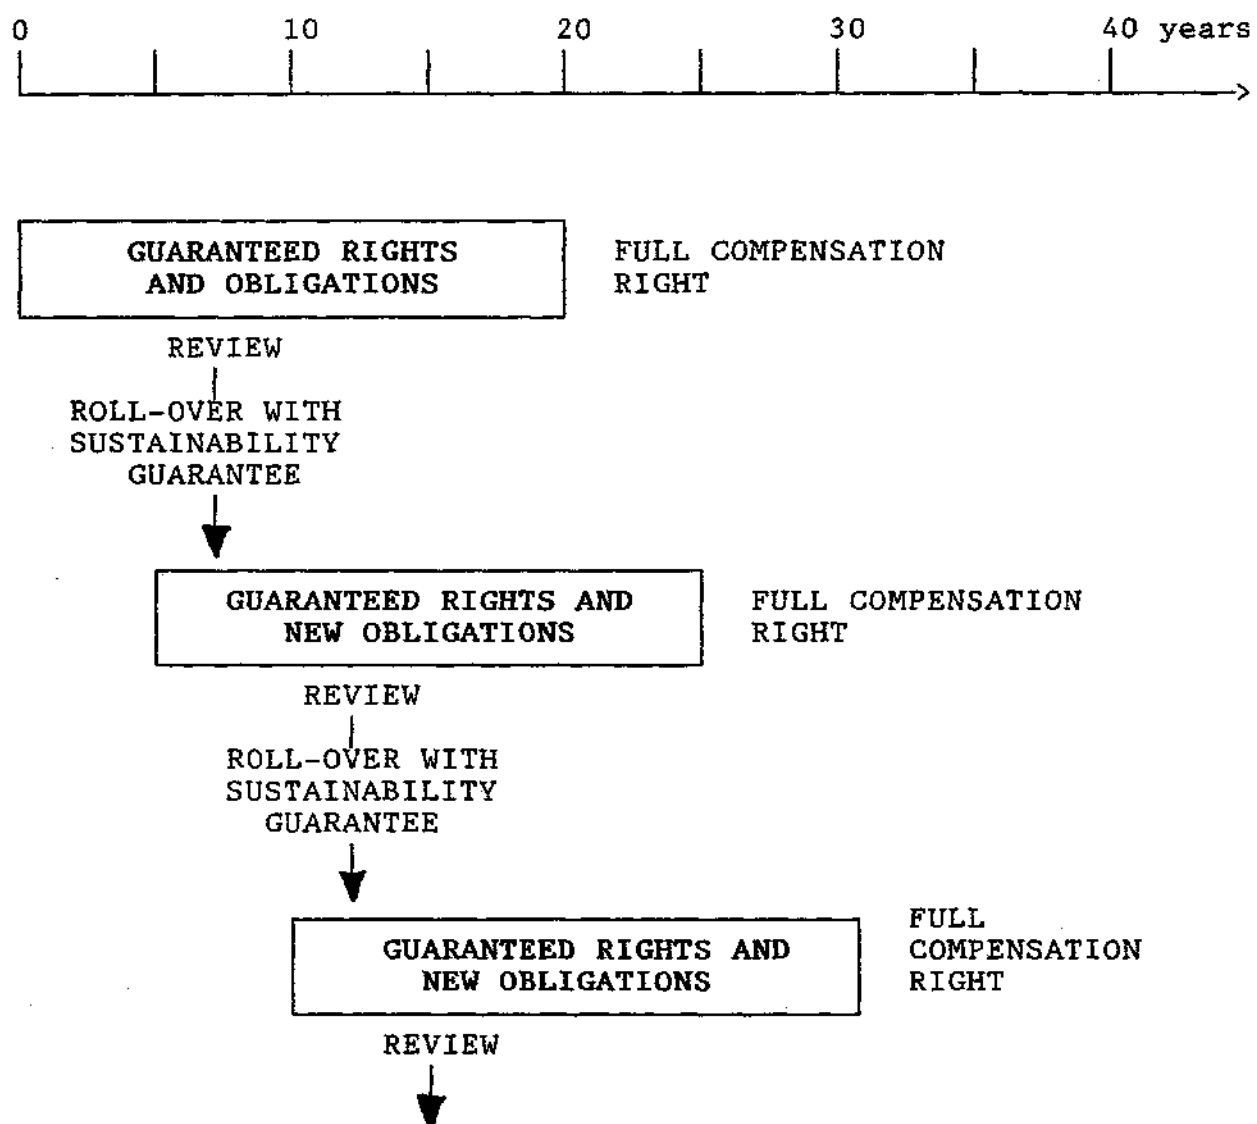 0 10 20 30 40 years
GUARANTEED RIGHTS
AND OBLIGATIONS
FULL COMPENSATION
RIGHT
REVIEW
ROLL-OVER WITH
SUSTAINABILITY
GUARANTEE
GUARANTEED RIGHTS AND
NEW OBLIGATIONS
FULL COMPENSATION
RIGHT
REVIEW
ROLL-OVER WITH
SUSTAINABILITY
GUARANTEE
GUARANTEED RIGHTS AND
NEW OBLIGATIONS
FULL
COMPENSATION
RIGHT
REVIEW